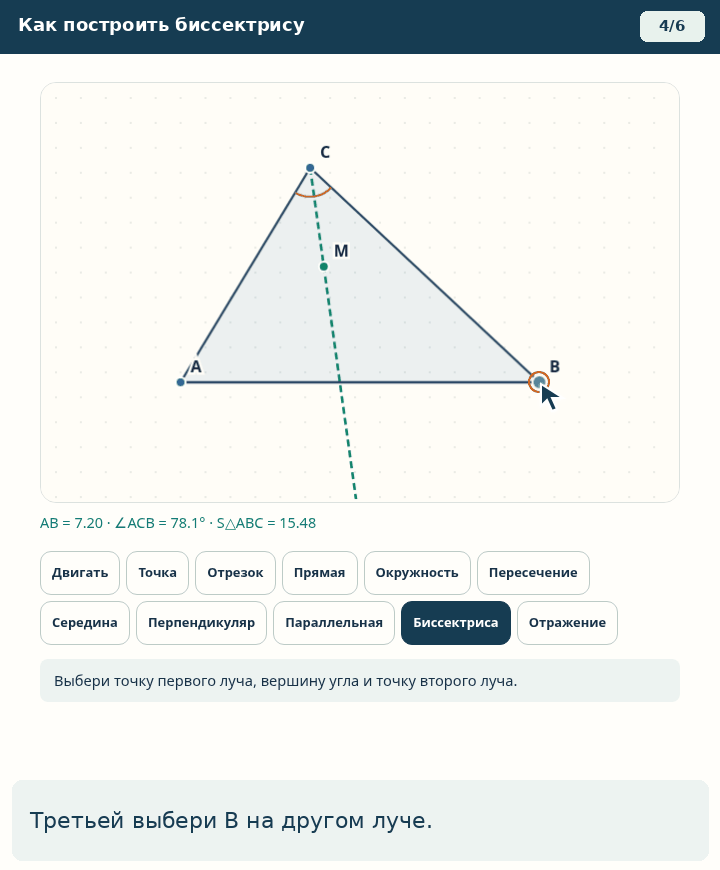 Как построить биссектрису
4/6
C
M
A
B
AB = 7.20 · ∠ACB = 78.1° · S△ABC = 15.48
Двигать Точка Отрезок Прямая Окружность Пересечение
Середина Перпендикуляр Параллельная Биссектриса Отражение
Выбери точку первого луча, вершину угла и точку второго луча.
Третьей выбери B на другом луче.